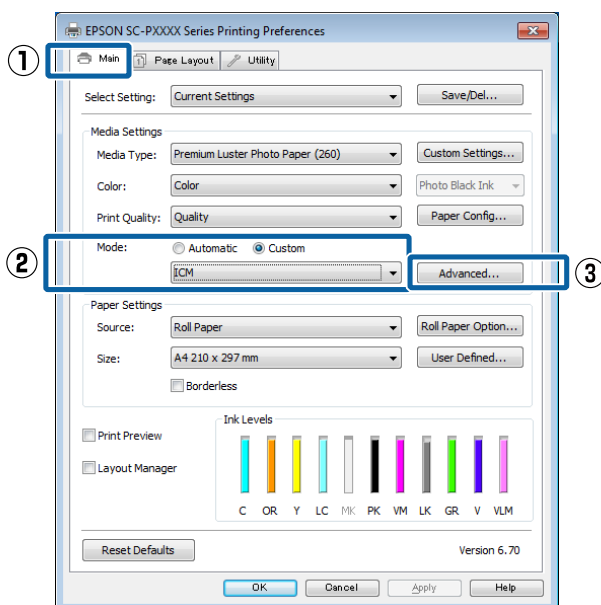 EPSON SC-PXXXX Series Printing Preferences
① Main Page Layout Utility
Select Setting: Current Settings Save/Del...
Media Settings
Media Type: Premium Luster Photo Paper (260) Custom Settings...
Color: Color Photo Black Ink
Print Quality: Quality Paper Config...
② Mode: Automatic Custom
ICM Advanced... ③
Paper Settings
Source: Roll Paper Roll Paper Option...
Size: A4 210 x 297 mm User Defined...
Borderless
Ink Levels
Print Preview
Layout Manager
C OR Y LC MK PK VM LK GR V VLM
Reset Defaults Version 6.70
OK Cancel Apply Help